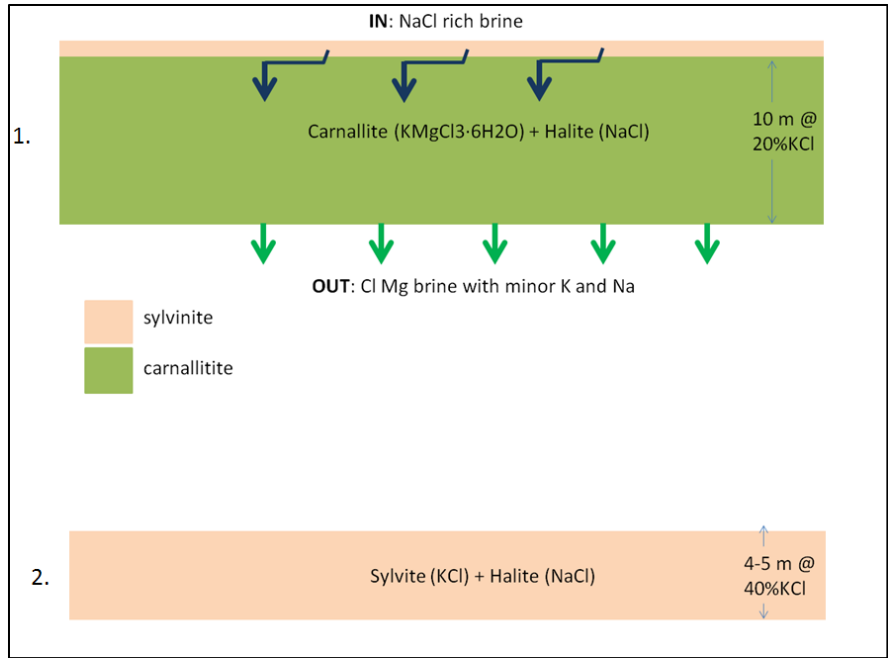 IN: NaCl rich brine
1.
Carnallite (KMgCl3·6H2O) + Halite (NaCl)
10 m @
20%KCl
OUT: Cl Mg brine with minor K and Na
sylvinite
carnallitite
2.
Sylvite (KCl) + Halite (NaCl)
4-5 m @
40%KCl